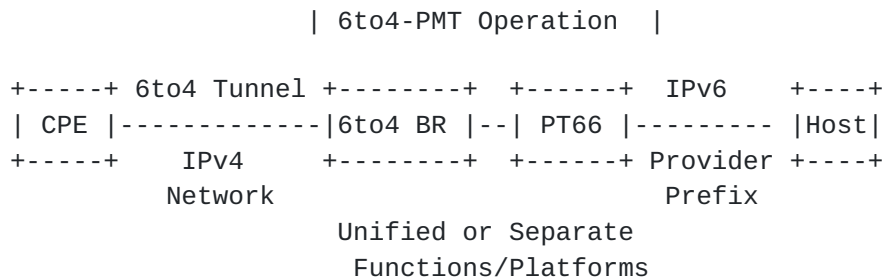 | 6to4-PMT Operation |
+-----+ 6to4 Tunnel +--------+ +------+ IPv6 +----+
| CPE |-------------|6to4 BR |--| PT66 |--------- |Host|
+-----+ IPv4 +--------+ +------+ Provider +----+
Network Prefix
Unified or Separate
Functions/Platforms